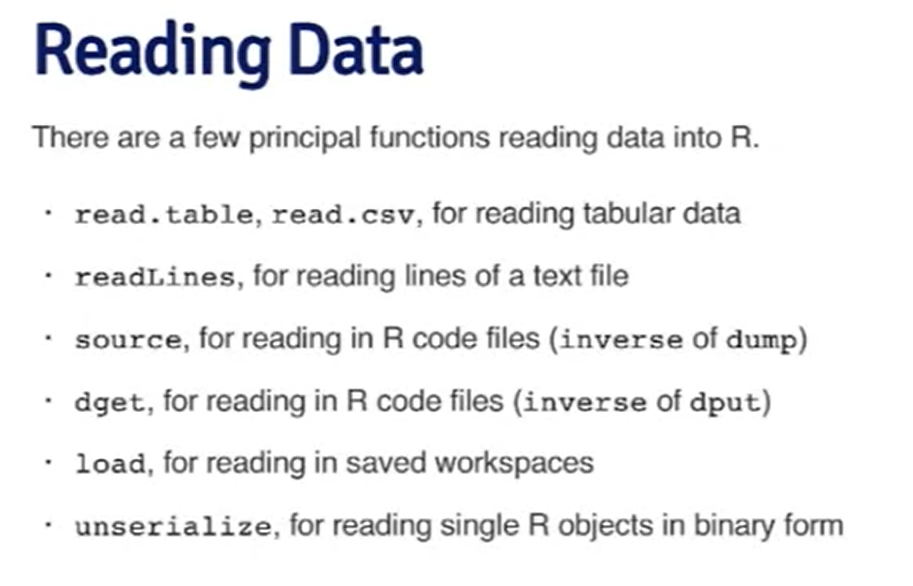 Reading Data
There are a few principal functions reading data into R.
· read.table, read.csv, for reading tabular data
· readLines, for reading lines of a text file
· source, for reading in R code files (inverse of dump)
· dget, for reading in R code files (inverse of dput)
· load, for reading in saved workspaces
· unserialize, for reading single R objects in binary form